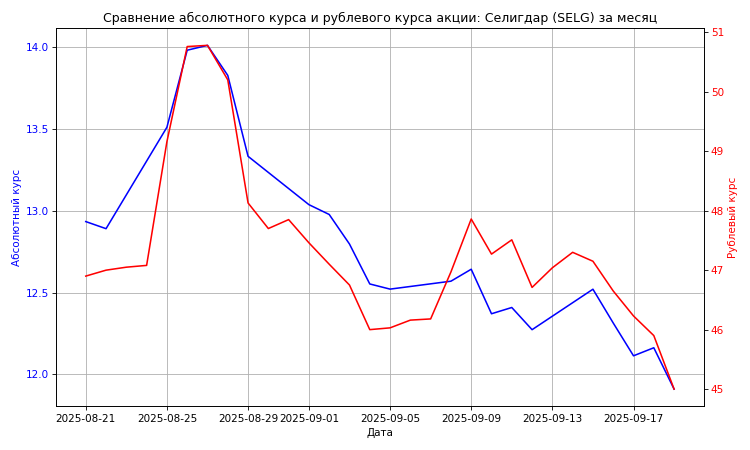 Сравнение абсолютного курса и рублевого курса акции: Селигдар (SELG) за месяц
Абсолютный курс
14.0
13.5
13.0
12.5
12.0
51
50
49
48
47
46
45
Рублевый курс
2025-08-21 2025-08-25 2025-08-29 2025-09-01 2025-09-05 2025-09-09 2025-09-13 2025-09-17
Дата